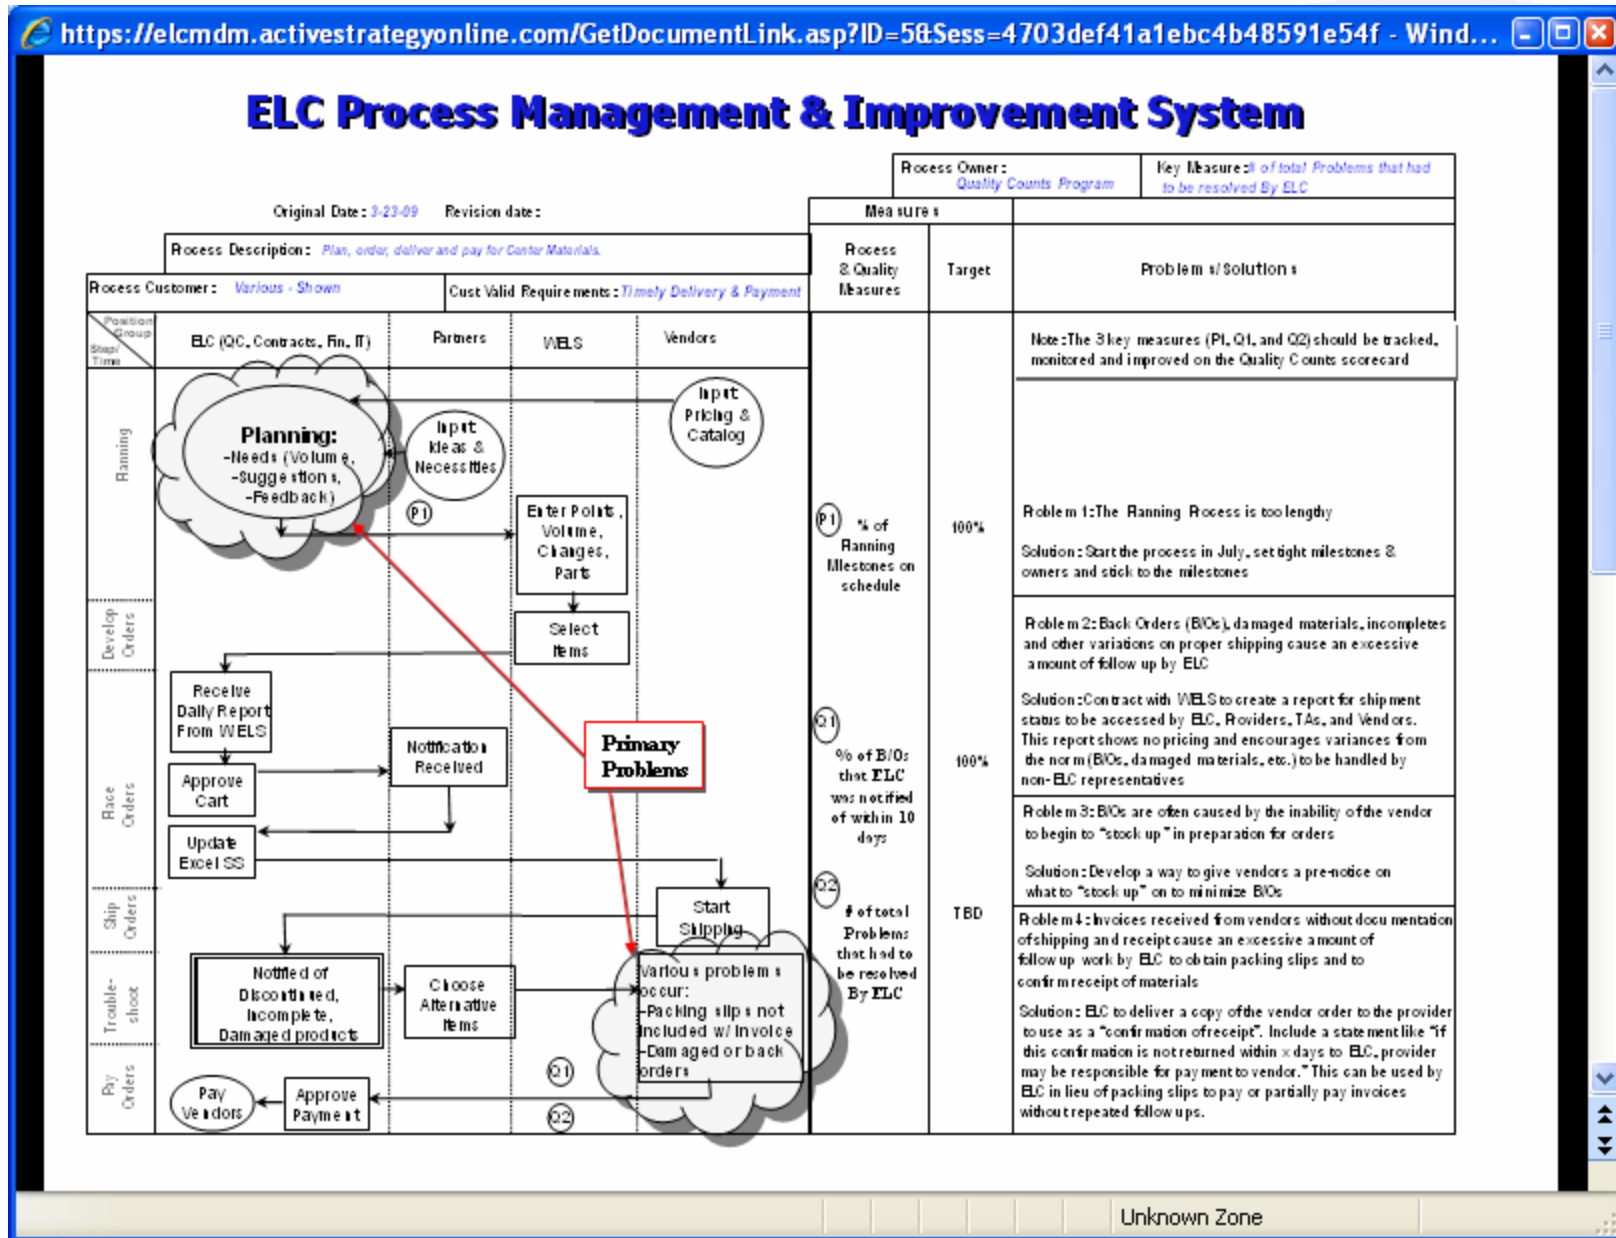 https://elcmdm.activestrategyonline.com/GetDocumentLink.asp?ID=5&Sess=4703def41a1ebc4b48591e54f - Wind...
ELC Process Management & Improvement System
Process Owner:
Quality Counts Program
Key Measure: # of total Problems that had
to be resolved By ELC
Original Date: 3-23-09 Revision date:
Measures
Process Description: Plan, order, deliver and pay for Center Materials.
Process Customer: Various - Shown
Cust Valid Requirements: Timely Delivery & Payment
Process
& Quality
Measures
Target
Problems/Solutions
Position
Group
Step/
Time
ELC (QC, Contracts, Fin, IT)
Partners
WELS
Vendors
Note: The 3 key measures (P1, Q1, and Q2) should be tracked,
monitored and improved on the Quality Counts scorecard
Planning
Planning:
-Needs (Volume,
-Suggestions,
-Feedback)
Input
Ideas &
Necessities
Input
Pricing &
Catalog
P1
Enter Points,
Volume,
Changes,
Parts
P1
% of
Planning
Milestones on
schedule
100%
Problem 1: The Planning Process is too lengthy
Solution: Start the process in July, set tight milestones &
owners and stick to the milestones
Develop
Orders
Select
Items
Problem 2: Back Orders (B/Os), damaged materials, incompletes
and other variations on proper shipping cause an excessive
amount of follow up by ELC
Solution: Contract with WELS to create a report for shipment
status to be accessed by ELC, Providers, TAs, and Vendors.
This report shows no pricing and encourages variances from
the norm (B/Os, damaged materials, etc.) to be handled by
non-ELC representatives
Place
Orders
Receive
Daily Report
From WELS
Approve
Cart
Notification
Received
Update
Excel SS
Primary
Problems
Q1
% of B/Os
that ELC
was notified
of within 10
days
100%
Problem 3: B/Os are often caused by the inability of the vendor
to begin to "stock up" in preparation for orders
Solution: Develop a way to give vendors a pre-notice on
what to "stock up" on to minimize B/Os
Ship
Orders
Start
Shipping
Q2
# of total
Problems
that had to
be resolved
By ELC
TBD
Problem 4: Invoices received from vendors without documentation
of shipping and receipt cause an excessive amount of
follow up work by ELC to obtain packing slips and to
confirm receipt of materials
Solution: ELC to deliver a copy of the vendor order to the provider
to use as a "confirmation of receipt". Include a statement like "if
this confirmation is not returned within x days to ELC, provider
may be responsible for payment to vendor." This can be used by
ELC in lieu of packing slips to pay or partially pay invoices
without repeated follow ups.
Trouble-
shoot
Notified of
Discontinued,
Incomplete,
Damaged products
Choose
Alternative
Items
Various problems
occur:
-Packing slips not
included w/ invoice
-Damaged or back
orders
Pay
Orders
Pay
Vendors
Approve
Payment
Q1
Q2
Unknown Zone